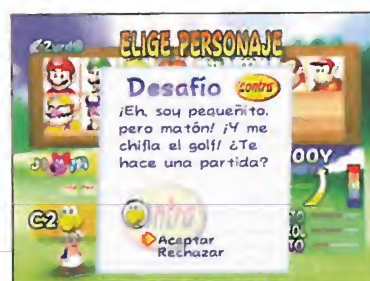 ELIGE PERSONAJE
Desafío contra
¡Eh, soy pequeñito,
pero matón! ¡Y me
chifla el golf! ¿Te
hace una partida?
C2
Aceptar
Rechazar